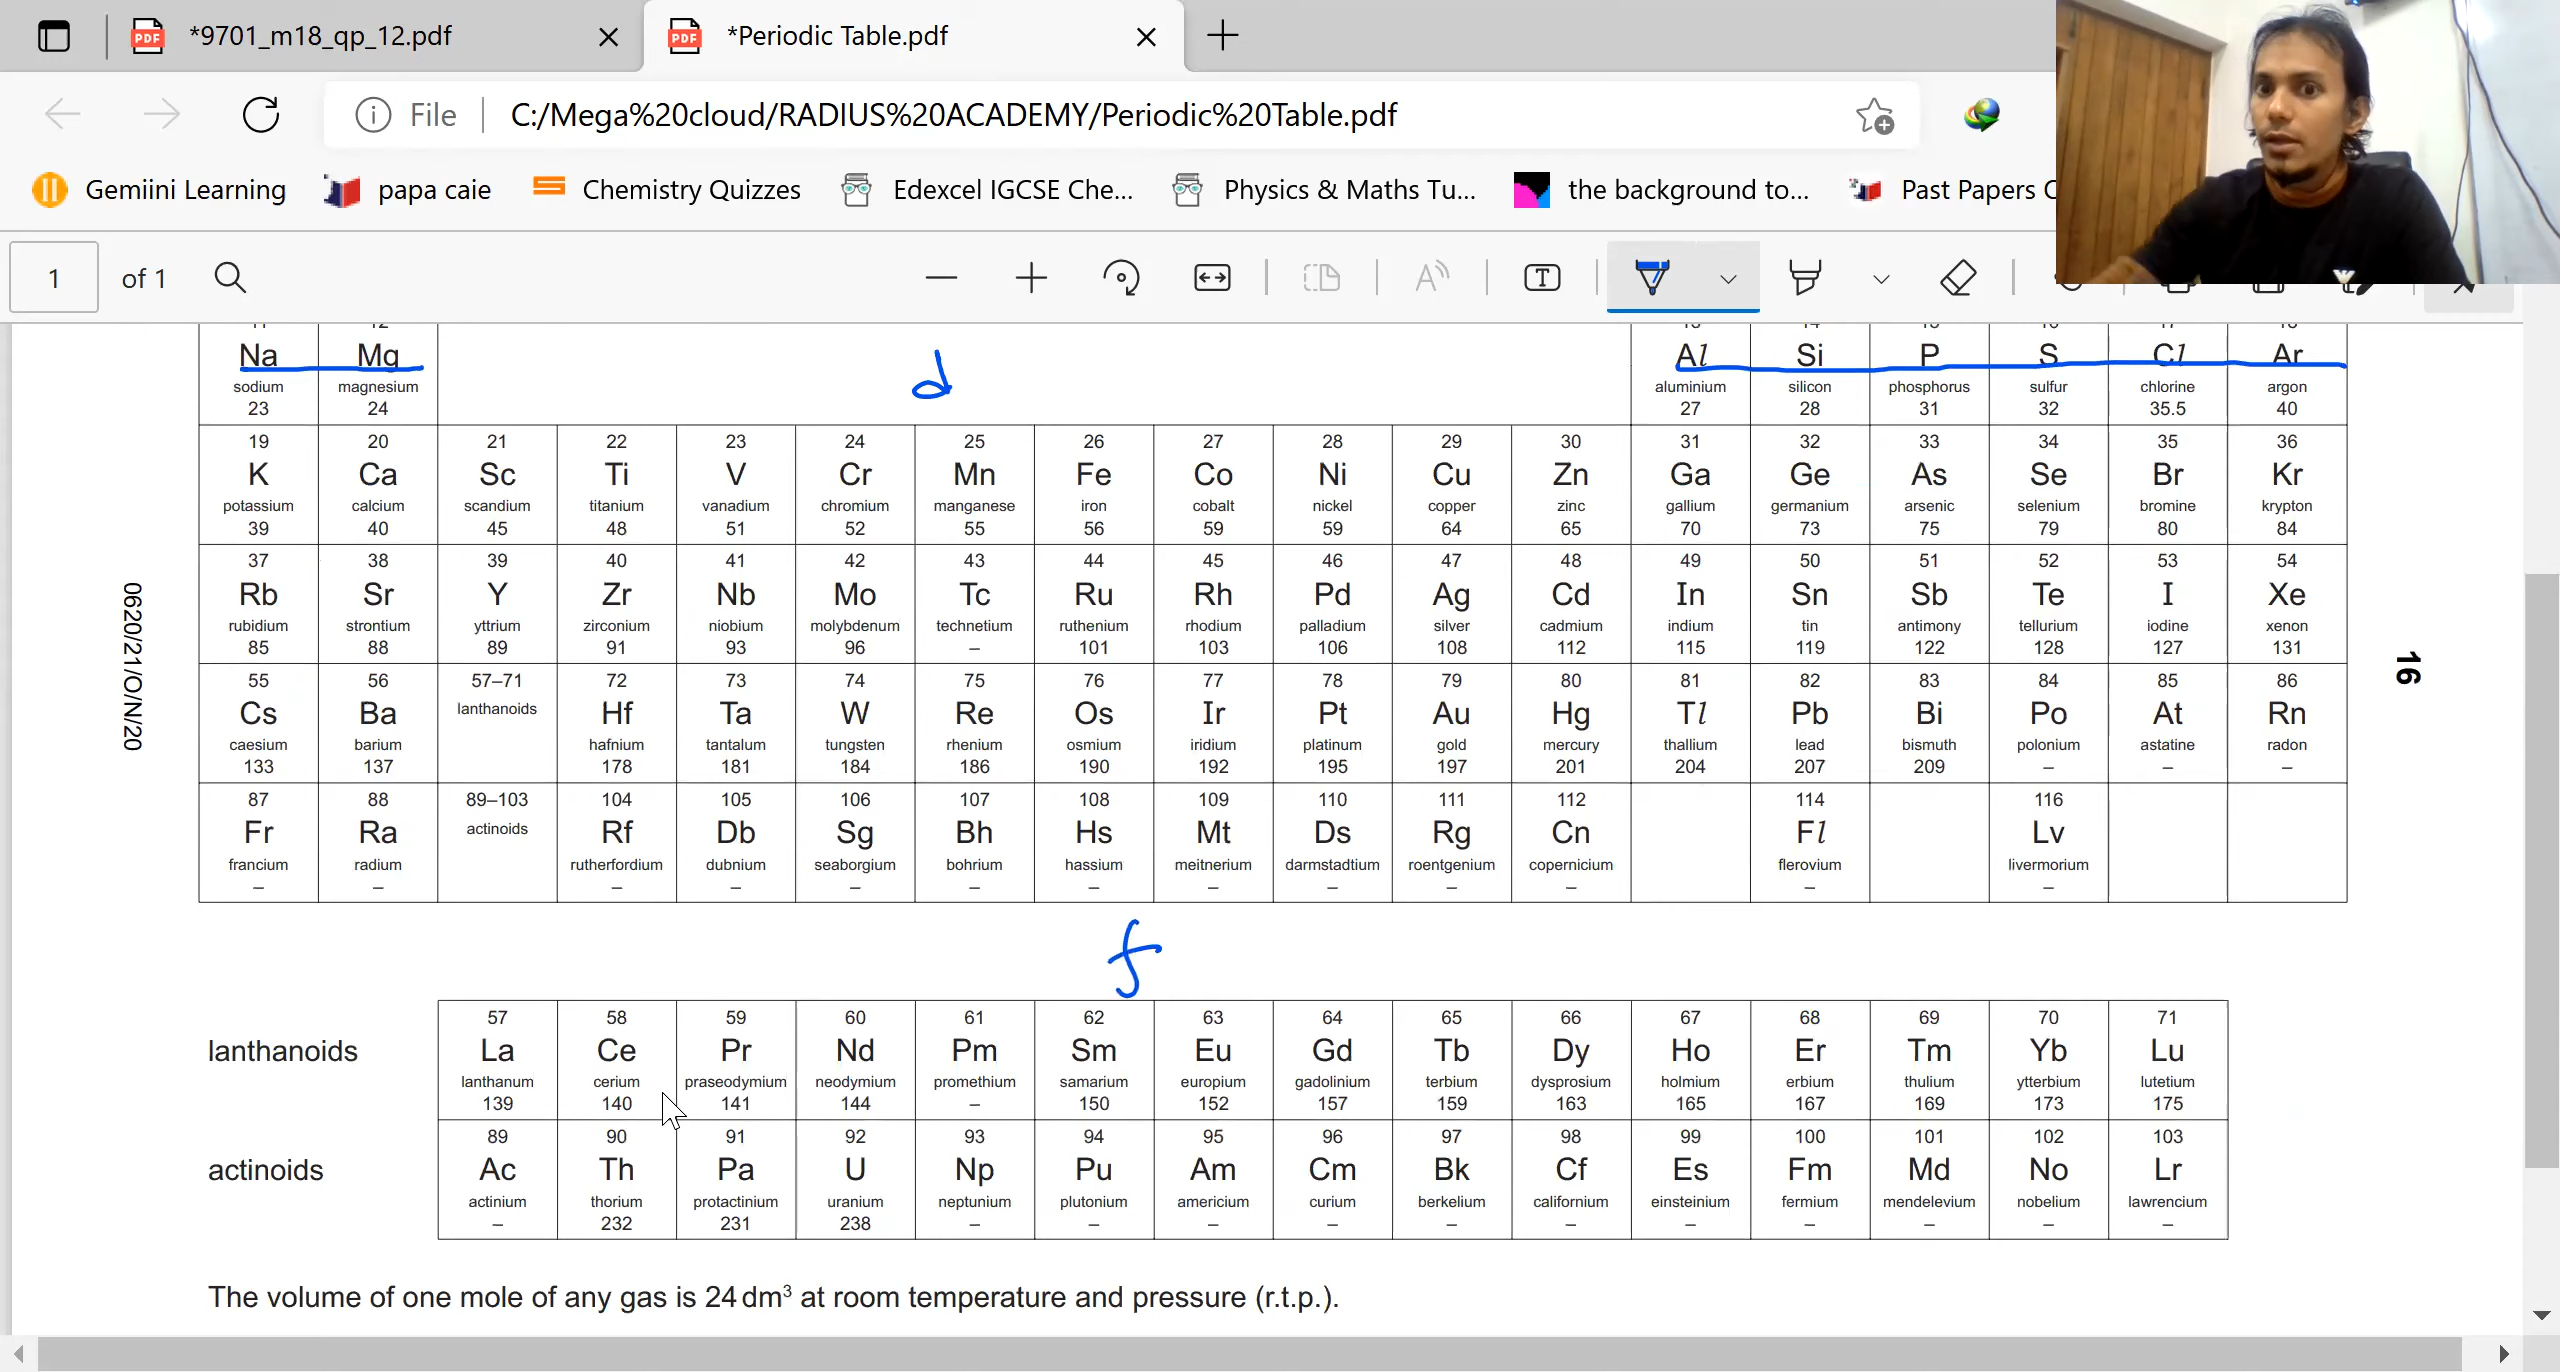 *9701_m18_qp_12.pdf *Periodic Table.pdf
File C:/Mega%20cloud/RADIUS%20ACADEMY/Periodic%20Table.pdf
Gemiini Learning papa caie Chemistry Quizzes Edexcel IGCSE Che... Physics & Maths Tu... the background to... Past Papers
1 of 1
Na Mg d Al Si P S Cl Ar
sodium magnesium aluminium silicon phosphorus sulfur chlorine argon
23 24 27 28 31 32 35.5 40
19 20 21 22 23 24 25 26 27 28 29 30 31 32 33 34 35 36
K Ca Sc Ti V Cr Mn Fe Co Ni Cu Zn Ga Ge As Se Br Kr
potassium calcium scandium titanium vanadium chromium manganese iron cobalt nickel copper zinc gallium germanium arsenic selenium bromine krypton
39 40 45 48 51 52 55 56 59 59 64 65 70 73 75 79 80 84
37 38 39 40 41 42 43 44 45 46 47 48 49 50 51 52 53 54
Rb Sr Y Zr Nb Mo Tc Ru Rh Pd Ag Cd In Sn Sb Te I Xe
rubidium strontium yttrium zirconium niobium molybdenum technetium ruthenium rhodium palladium silver cadmium indium tin antimony tellurium iodine xenon
85 88 89 91 93 96 – 101 103 106 108 112 115 119 122 128 127 131
0620/21/O/N/20
16
55 56 57–71 72 73 74 75 76 77 78 79 80 81 82 83 84 85 86
Cs Ba lanthanoids Hf Ta W Re Os Ir Pt Au Hg Tl Pb Bi Po At Rn
caesium barium hafnium tantalum tungsten rhenium osmium iridium platinum gold mercury thallium lead bismuth polonium astatine radon
133 137 178 181 184 186 190 192 195 197 201 204 207 209 – – –
87 88 89–103 104 105 106 107 108 109 110 111 112 114 116
Fr Ra actinoids Rf Db Sg Bh Hs Mt Ds Rg Cn Fl Lv
francium radium rutherfordium dubnium seaborgium bohrium hassium meitnerium darmstadtium roentgenium copernicium flerovium livermorium
– – – – – – – – – – – – –
f
57 58 59 60 61 62 63 64 65 66 67 68 69 70 71
lanthanoids La Ce Pr Nd Pm Sm Eu Gd Tb Dy Ho Er Tm Yb Lu
lanthanum cerium praseodymium neodymium promethium samarium europium gadolinium terbium dysprosium holmium erbium thulium ytterbium lutetium
139 140 141 144 – 150 152 157 159 163 165 167 169 173 175
89 90 91 92 93 94 95 96 97 98 99 100 101 102 103
actinoids Ac Th Pa U Np Pu Am Cm Bk Cf Es Fm Md No Lr
actinium thorium protactinium uranium neptunium plutonium americium curium berkelium californium einsteinium fermium mendelevium nobelium lawrencium
– 232 231 238 – – – – – – – – – – –
The volume of one mole of any gas is 24 dm³ at room temperature and pressure (r.t.p.).